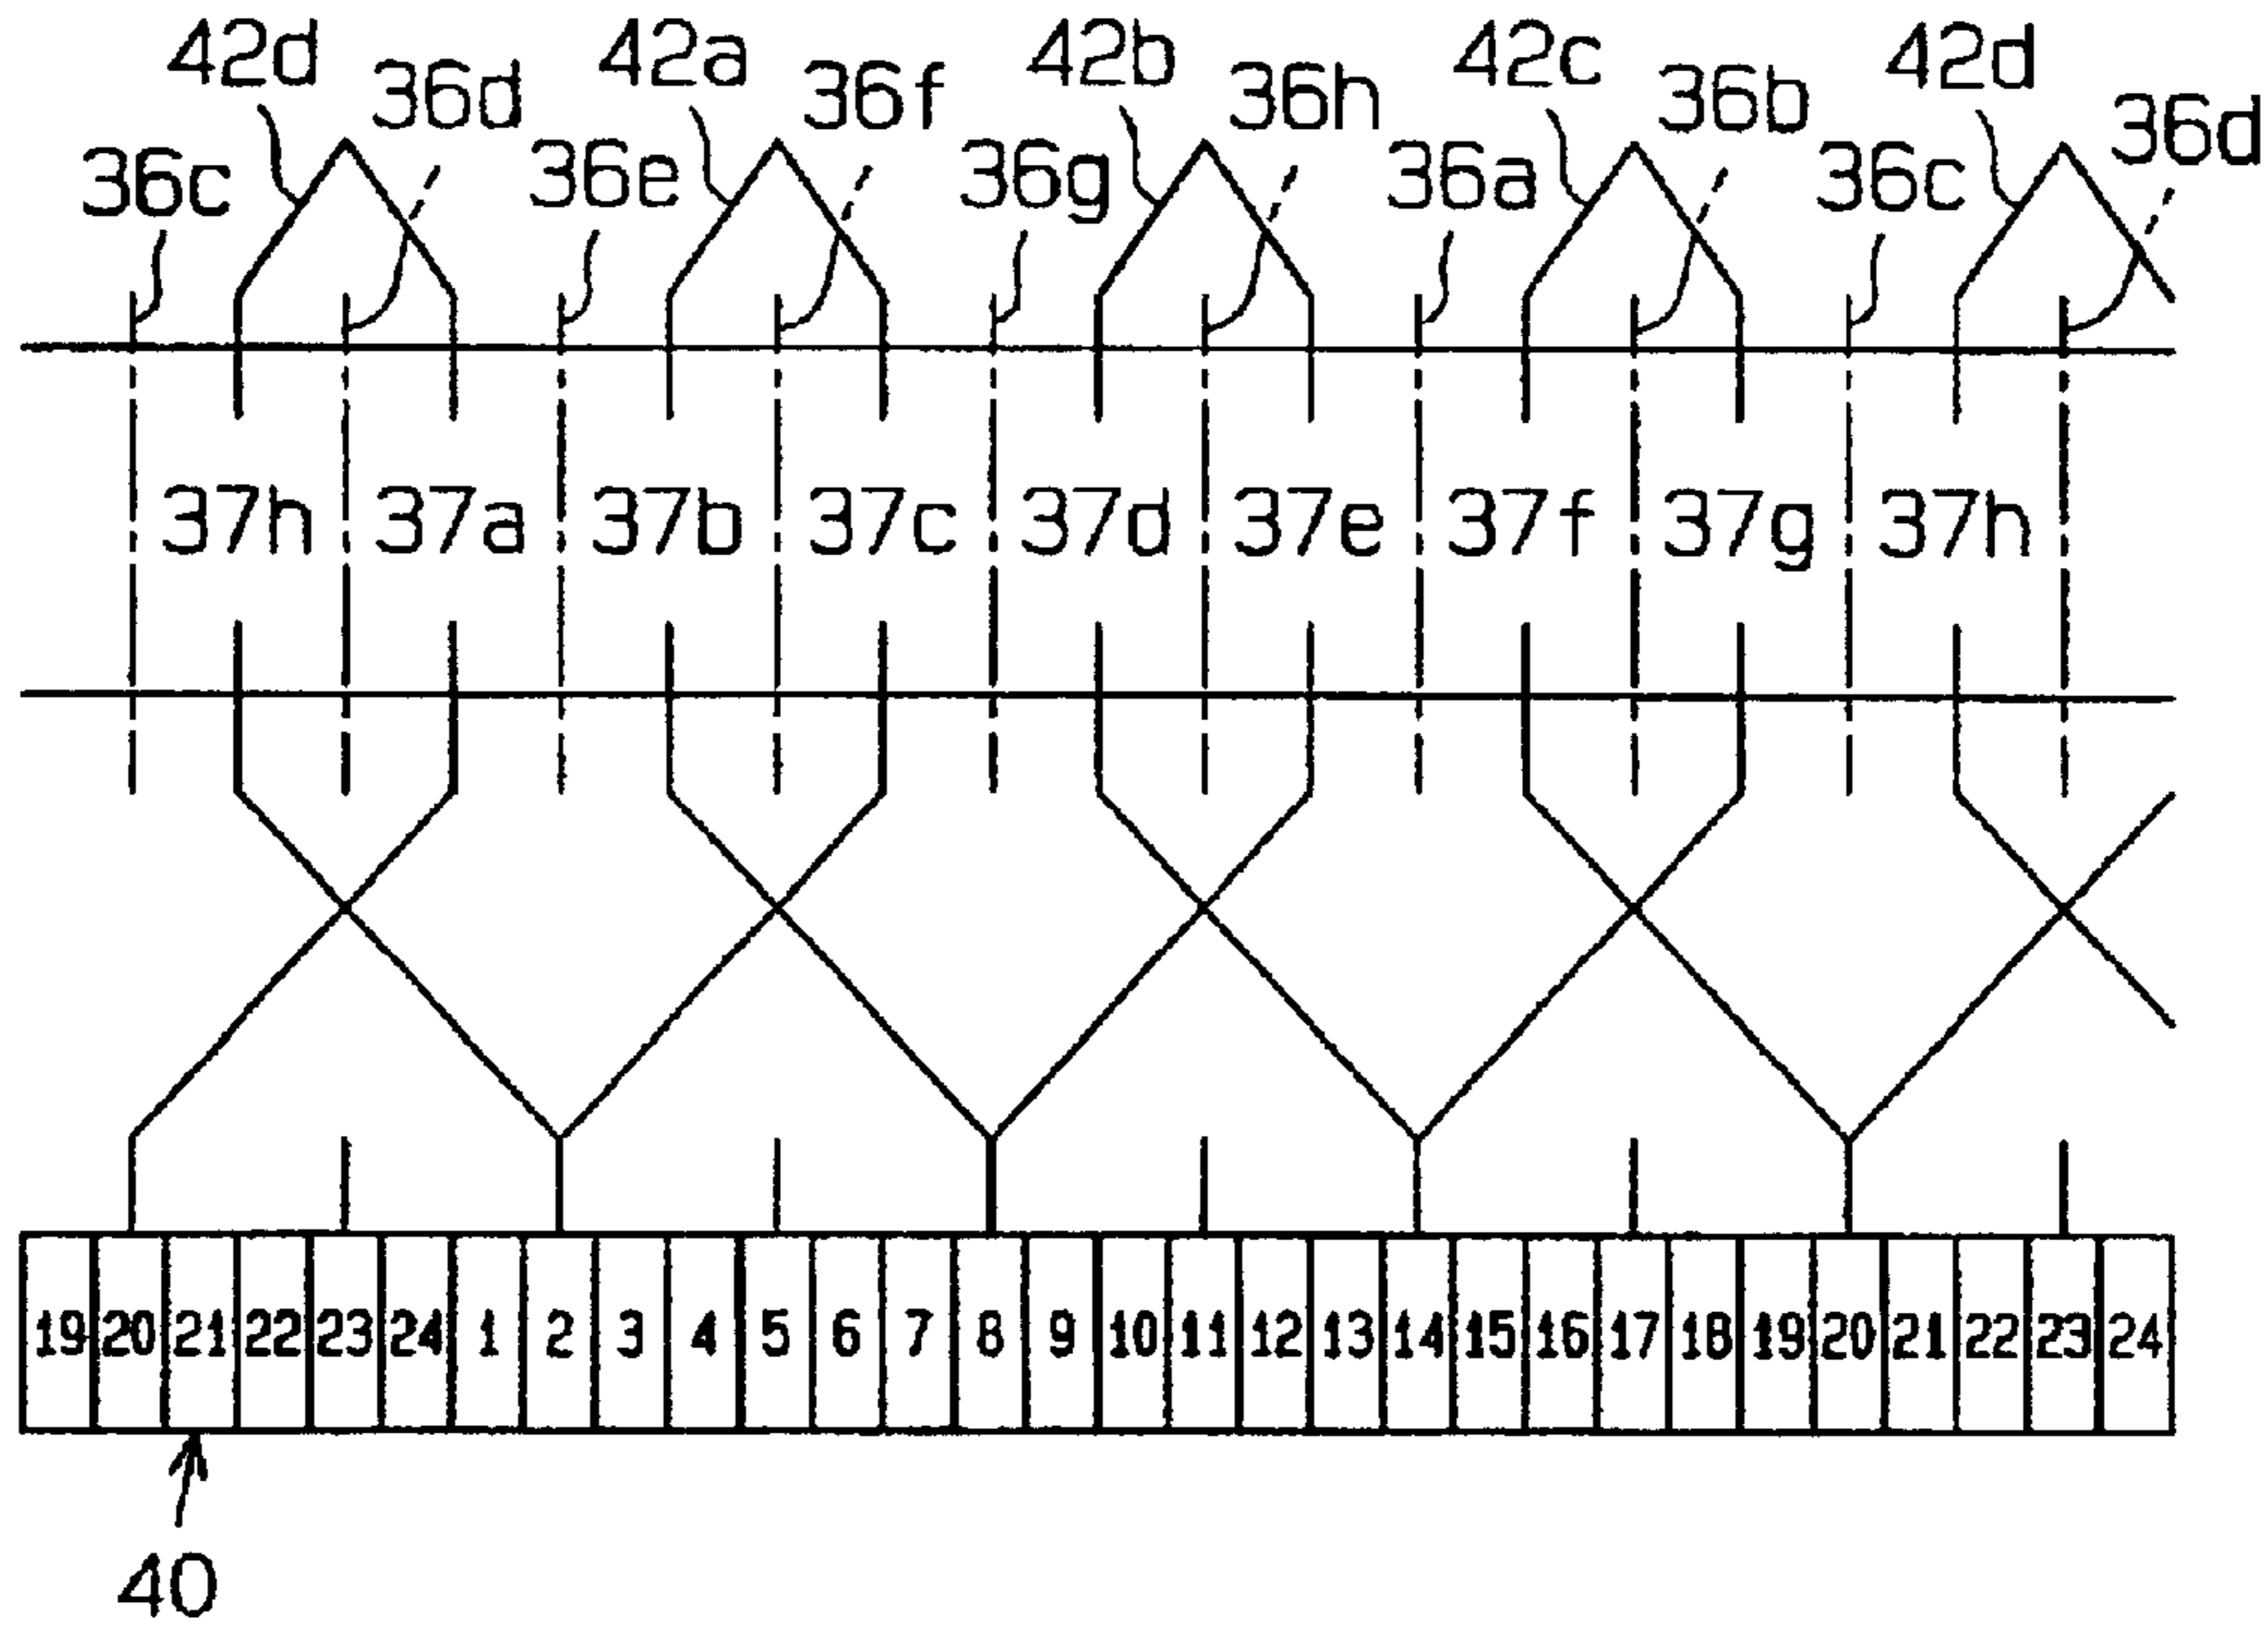 42d 42a 42b 42c 42d
36d 36f 36h 36b 36d
36c 36e 36g 36a 36c
37h 37a 37b 37c 37d 37e 37f 37g 37h
19 20 21 22 23 24 1 2 3 4 5 6 7 8 9 10 11 12 13 14 15 16 17 18 19 20 21 22 23 24
40